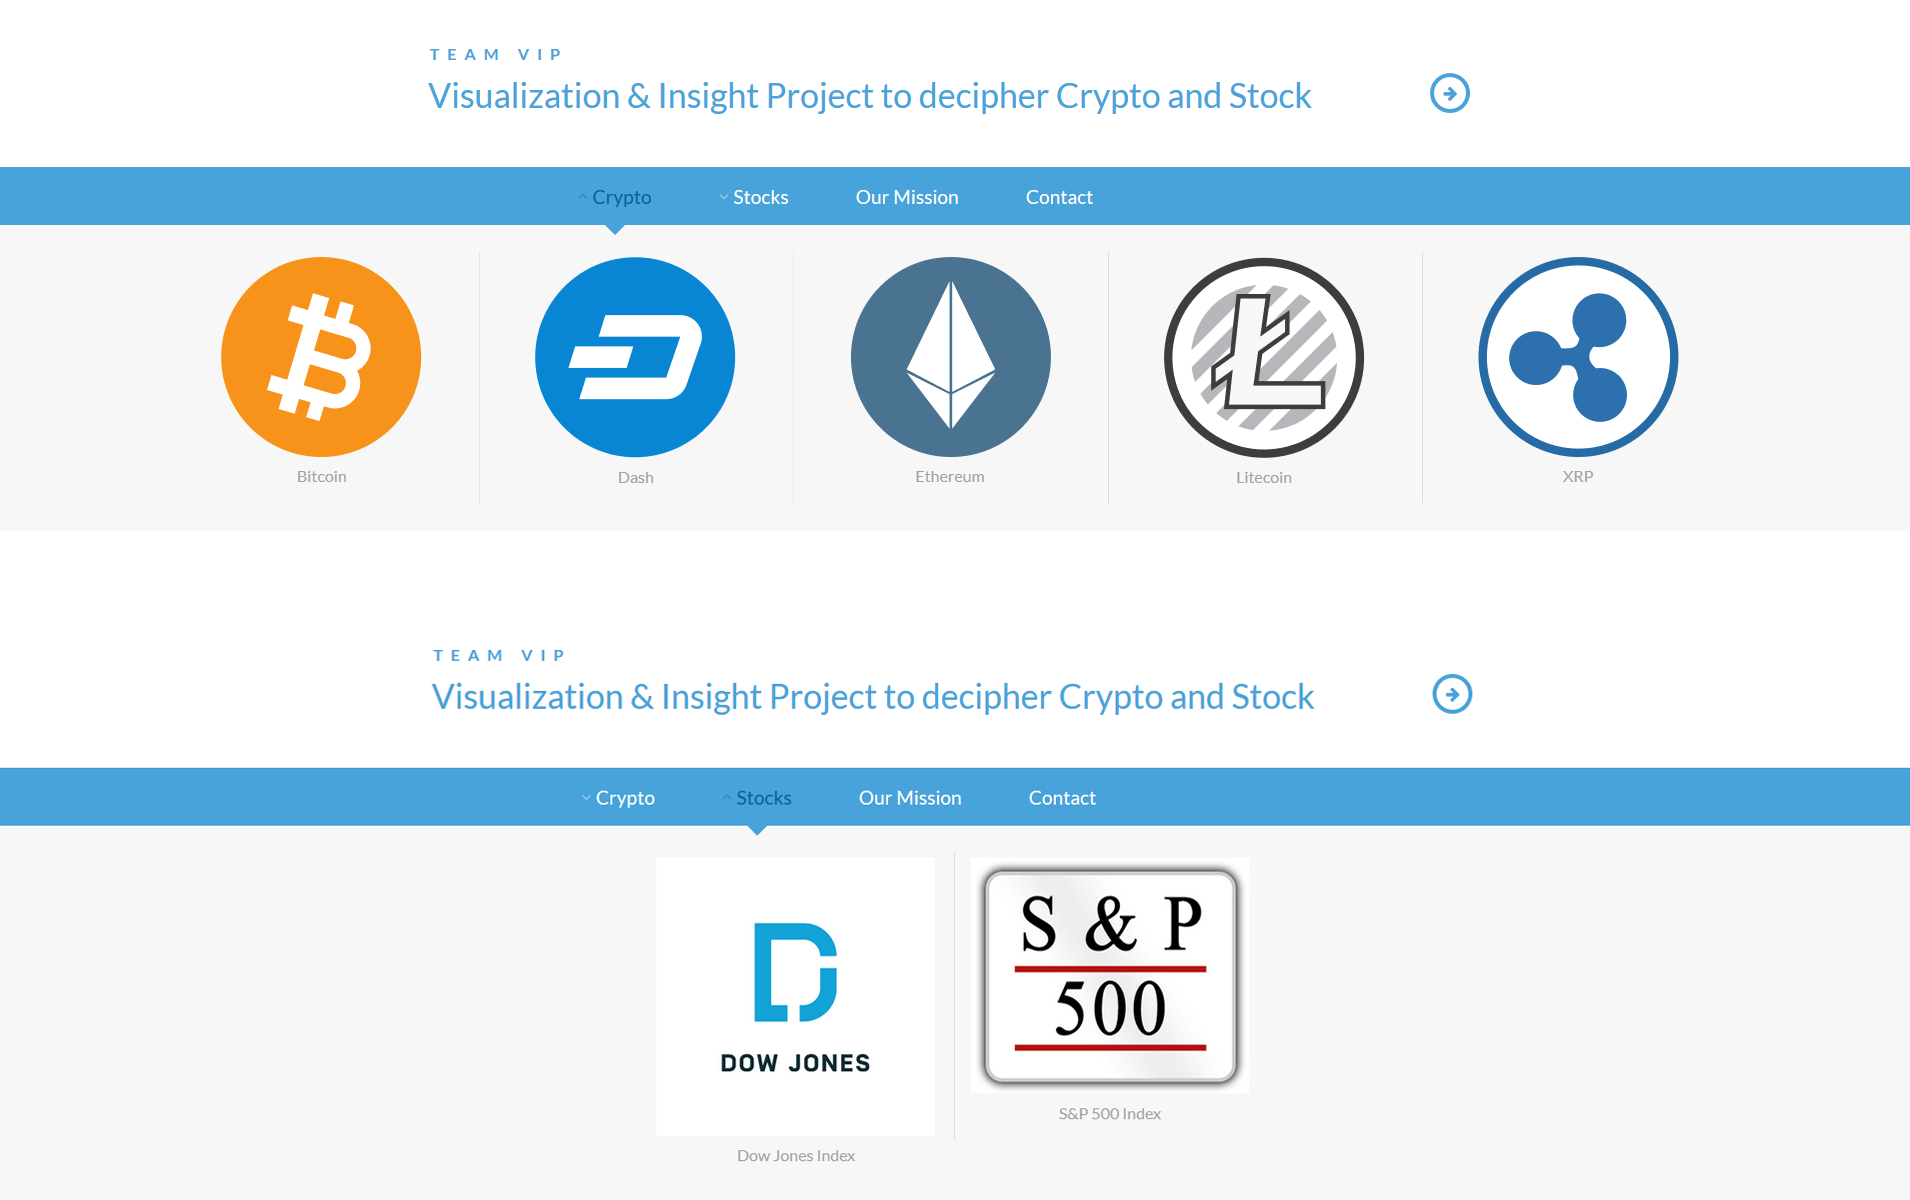 TEAM VIP
Visualization & Insight Project to decipher Crypto and Stock
Crypto Stocks Our Mission Contact
Bitcoin Dash Ethereum Litecoin XRP
TEAM VIP
Visualization & Insight Project to decipher Crypto and Stock
Crypto Stocks Our Mission Contact
S & P
500
DOW JONES
S&P 500 Index
Dow Jones Index